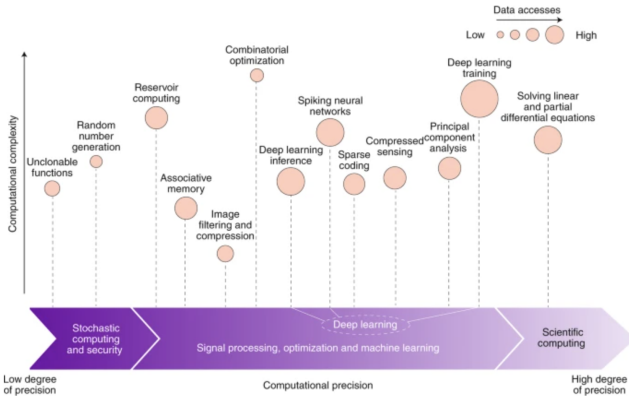 Data accesses
Low
High
Combinatorial
optimization
Deep learning
training
Reservoir
computing
Spiking neural
networks
Solving linear
and partial
differential equations
Random
number
generation
Principal
component
analysis
Compressed
sensing
Unclonable
functions
Deep learning
inference
Sparse
coding
Associative
memory
Image
filtering and
compression
Computational complexity
Stochastic
computing
and security
Deep learning
Signal processing, optimization and machine learning
Scientific
computing
Low degree
of precision
Computational precision
High degree
of precision